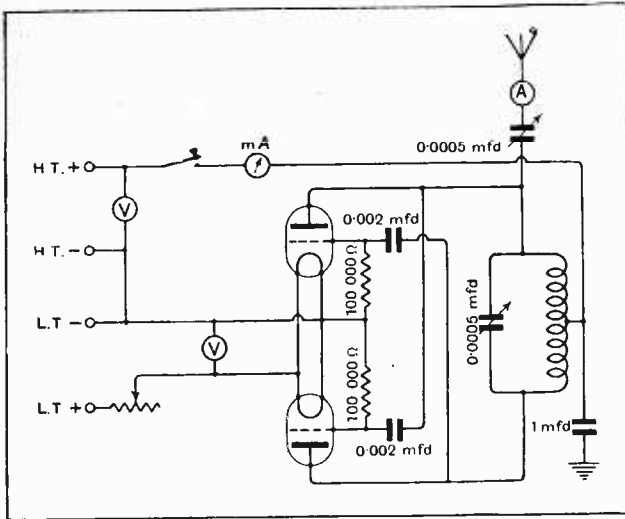 A
0·0005 mfd
mA
H T. +
V
0·002 mfd
H T. −
100 000 Ω
0·0005 mfd
L.T −
V
100 000 Ω
L.T +
0·002 mfd
1 mfd